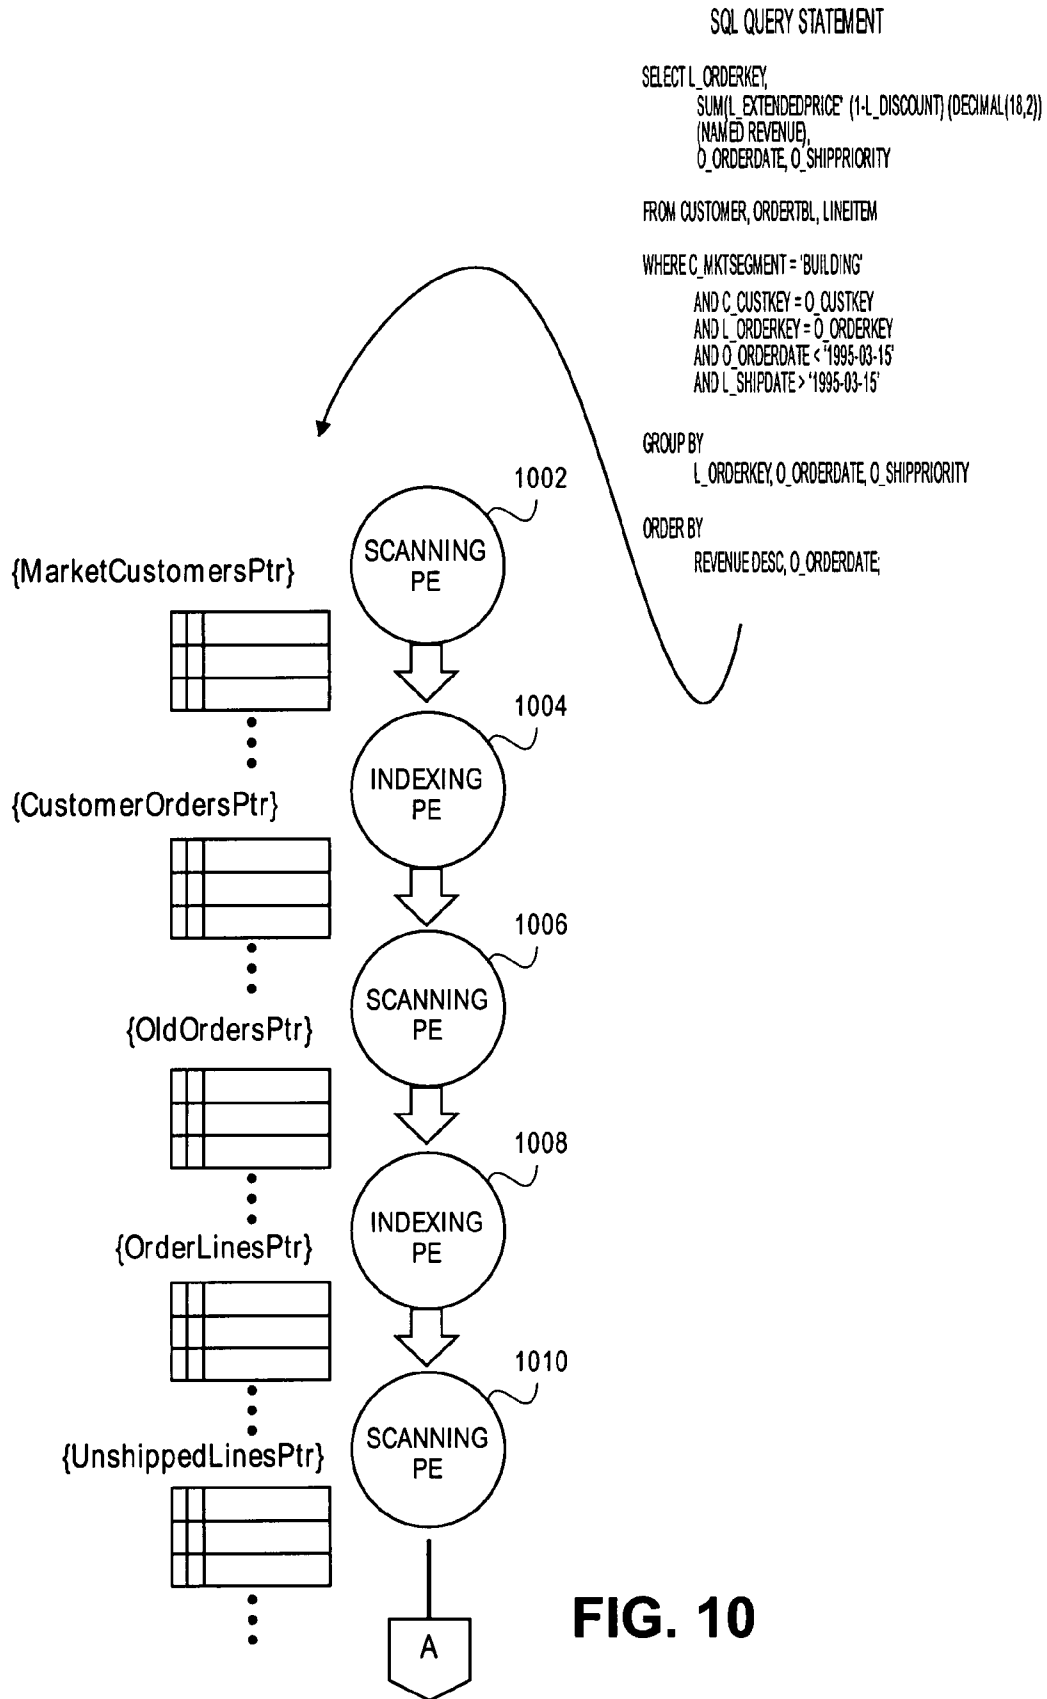 SQL QUERY STATEMENT
SELECT L_ORDERKEY,
SUM(L_EXTENDEDPRICE* (1-L_DISCOUNT) (DECIMAL(18,2))
(NAMED REVENUE),
O_ORDERDATE, O_SHIPPRIORITY
FROM CUSTOMER, ORDERTBL, LINEITEM
WHERE C_MKTSEGMENT = 'BUILDING'
AND C_CUSTKEY = O_CUSTKEY
AND L_ORDERKEY = O_ORDERKEY
AND O_ORDERDATE < '1995-03-15'
AND L_SHIPDATE > '1995-03-15'
GROUP BY
L_ORDERKEY, O_ORDERDATE, O_SHIPPRIORITY
ORDER BY
REVENUE DESC, O_ORDERDATE;
1002
SCANNING
PE
{MarketCustomersPtr}
1004
INDEXING
PE
{CustomerOrdersPtr}
1006
SCANNING
PE
{OldOrdersPtr}
1008
INDEXING
PE
{OrderLinesPtr}
1010
SCANNING
PE
{UnshippedLinesPtr}
A
FIG. 10